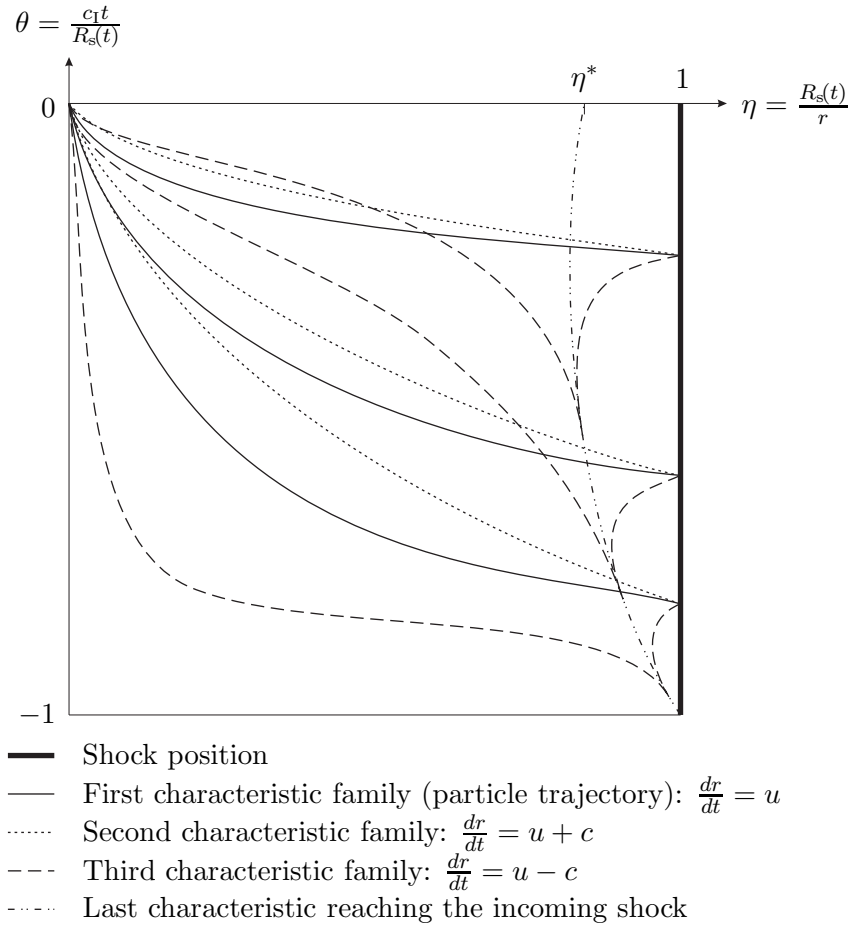 θ = c_I t / R_s(t)
η* 1
0 η = R_s(t) / r
−1
Shock position
First characteristic family (particle trajectory): dr/dt = u
Second characteristic family: dr/dt = u + c
Third characteristic family: dr/dt = u − c
Last characteristic reaching the incoming shock